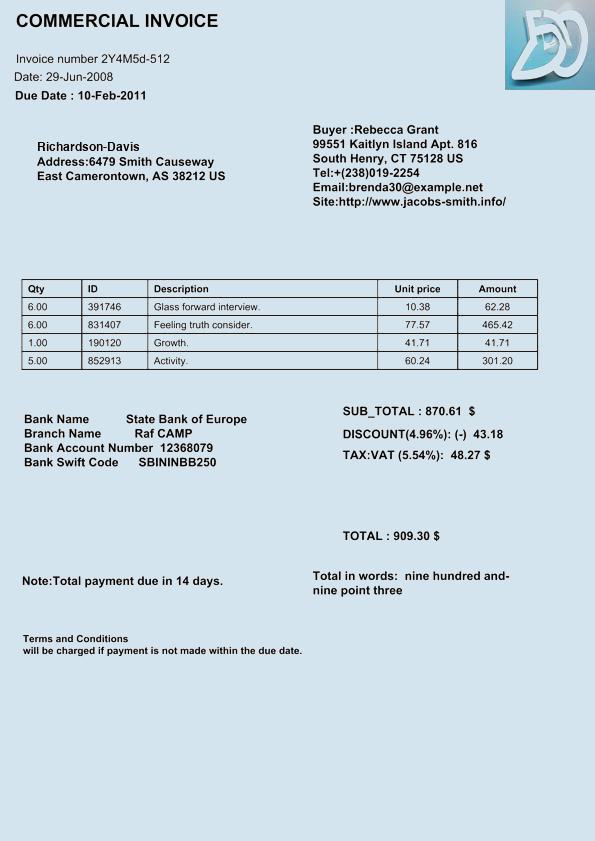 COMMERCIAL INVOICE
Invoice number 2Y4M5d-512
Date: 29-Jun-2008
Due Date : 10-Feb-2011
Richardson-Davis
Address:6479 Smith Causeway
East Camerontown, AS 38212 US
Buyer :Rebecca Grant
99551 Kaitlyn Island Apt. 816
South Henry, CT 75128 US
Tel:+(238)019-2254
Email:brenda30@example.net
Site:http://www.jacobs-smith.info/
Qty ID Description Unit price Amount
6.00 391746 Glass forward interview. 10.38 62.28
6.00 831407 Feeling truth consider. 77.57 465.42
1.00 190120 Growth. 41.71 41.71
5.00 852913 Activity. 60.24 301.20
Bank Name State Bank of Europe
Branch Name Raf CAMP
Bank Account Number 12368079
Bank Swift Code SBININBB250
SUB_TOTAL : 870.61 $
DISCOUNT(4.96%): (-) 43.18
TAX:VAT (5.54%): 48.27 $
TOTAL : 909.30 $
Note:Total payment due in 14 days.
Total in words: nine hundred and-
nine point three
Terms and Conditions
will be charged if payment is not made within the due date.